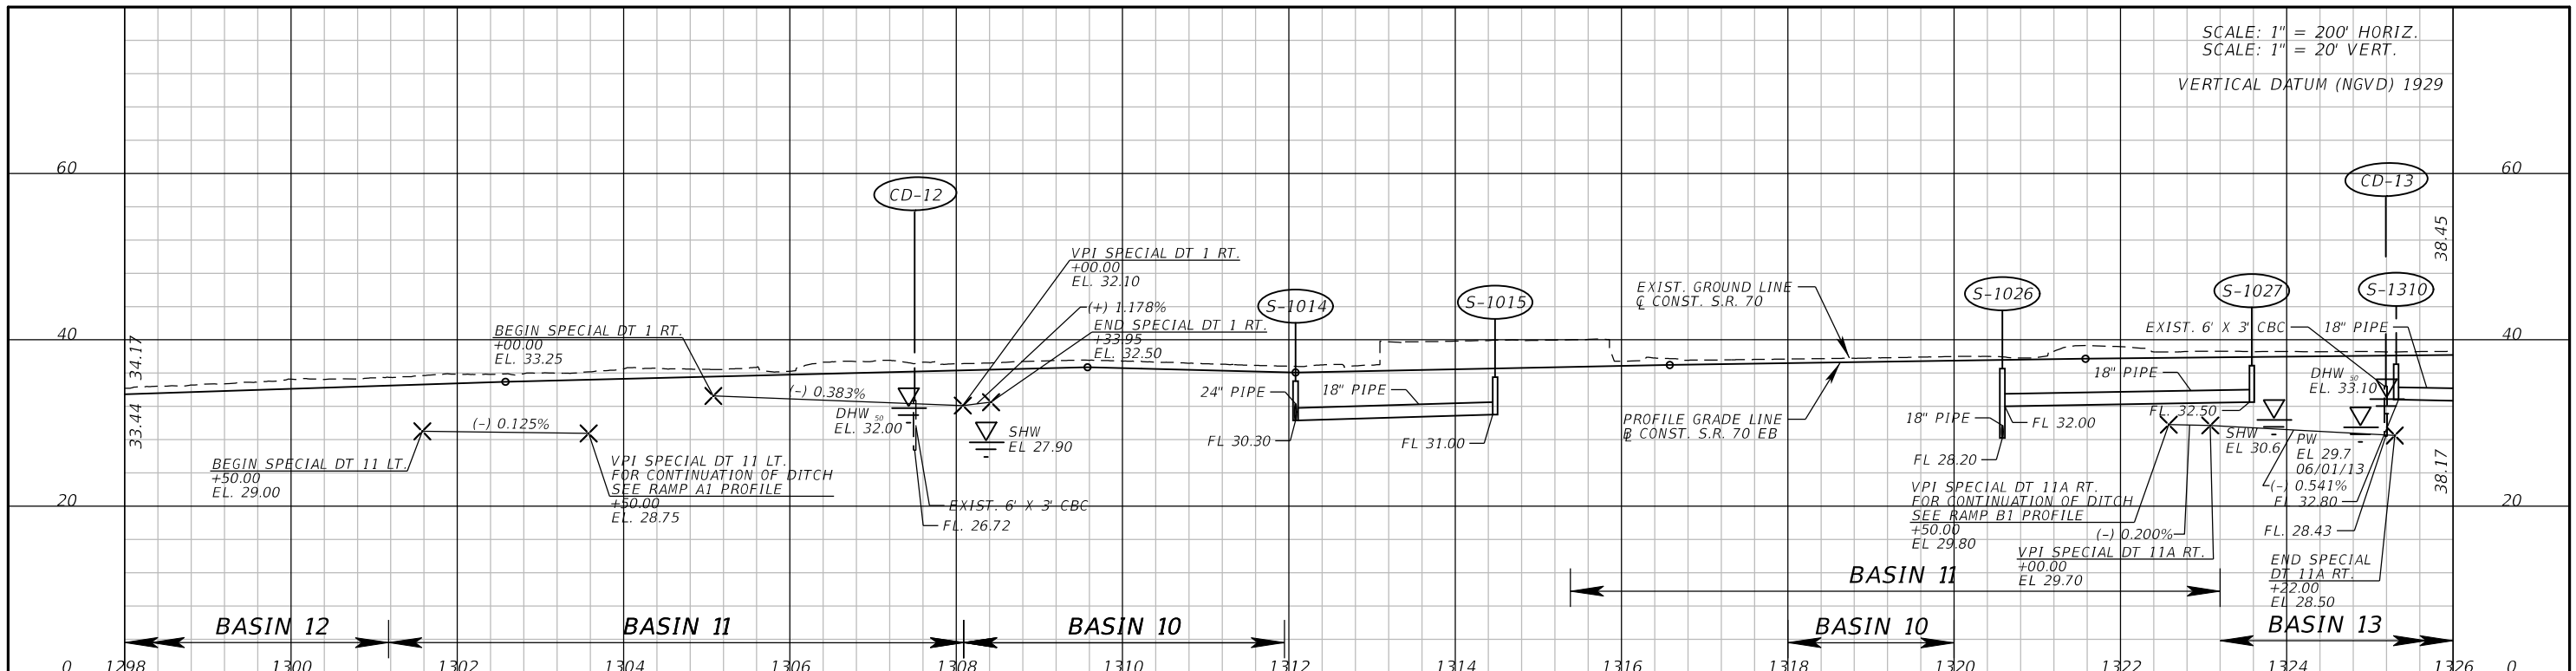 SCALE: 1" = 200' HORIZ.
SCALE: 1" = 20' VERT.
VERTICAL DATUM (NGVD) 1929
60
60
CD-12
CD-13
38.45
VPI SPECIAL DT 1 RT.
+00.00
EL. 32.10
(+) 1.178%
END SPECIAL DT 1 RT.
+33.95
EL. 32.50
S-1014
S-1015
EXIST. GROUND LINE
℄ CONST. S.R. 70
S-1026
S-1027
S-1310
EXIST. 6' X 3' CBC
18" PIPE
40
40
34.17
BEGIN SPECIAL DT 1 RT.
+00.00
EL. 33.25
(-) 0.383%
24" PIPE
18" PIPE
18" PIPE
DHW 50
EL. 33.10
33.44
(-) 0.125%
DHW 50
EL. 32.00
SHW
EL 27.90
FL 30.30
FL 31.00
PROFILE GRADE LINE
B CONST. S.R. 70 EB
18" PIPE
FL 32.00
FL. 32.50
FL 28.20
SHW
EL 30.6
PW
EL 29.7
06/01/13
38.17
BEGIN SPECIAL DT 11 LT.
+50.00
EL. 29.00
VPI SPECIAL DT 11 LT.
FOR CONTINUATION OF DITCH
SEE RAMP A1 PROFILE
+50.00
EL. 28.75
EXIST. 6' X 3' CBC
FL. 26.72
VPI SPECIAL DT 11A RT.
FOR CONTINUATION OF DITCH
SEE RAMP B1 PROFILE
+50.00
EL 29.80
(-) 0.541%
FL 32.80
20
20
(-) 0.200%
FL. 28.43
VPI SPECIAL DT 11A RT.
+00.00
EL 29.70
END SPECIAL
DT 11A RT.
+22.00
EL 28.50
BASIN 11
BASIN 12
BASIN 11
BASIN 10
BASIN 10
BASIN 13
0 1298 1300 1302 1304 1306 1308 1310 1312 1314 1316 1318 1320 1322 1324 1326 0